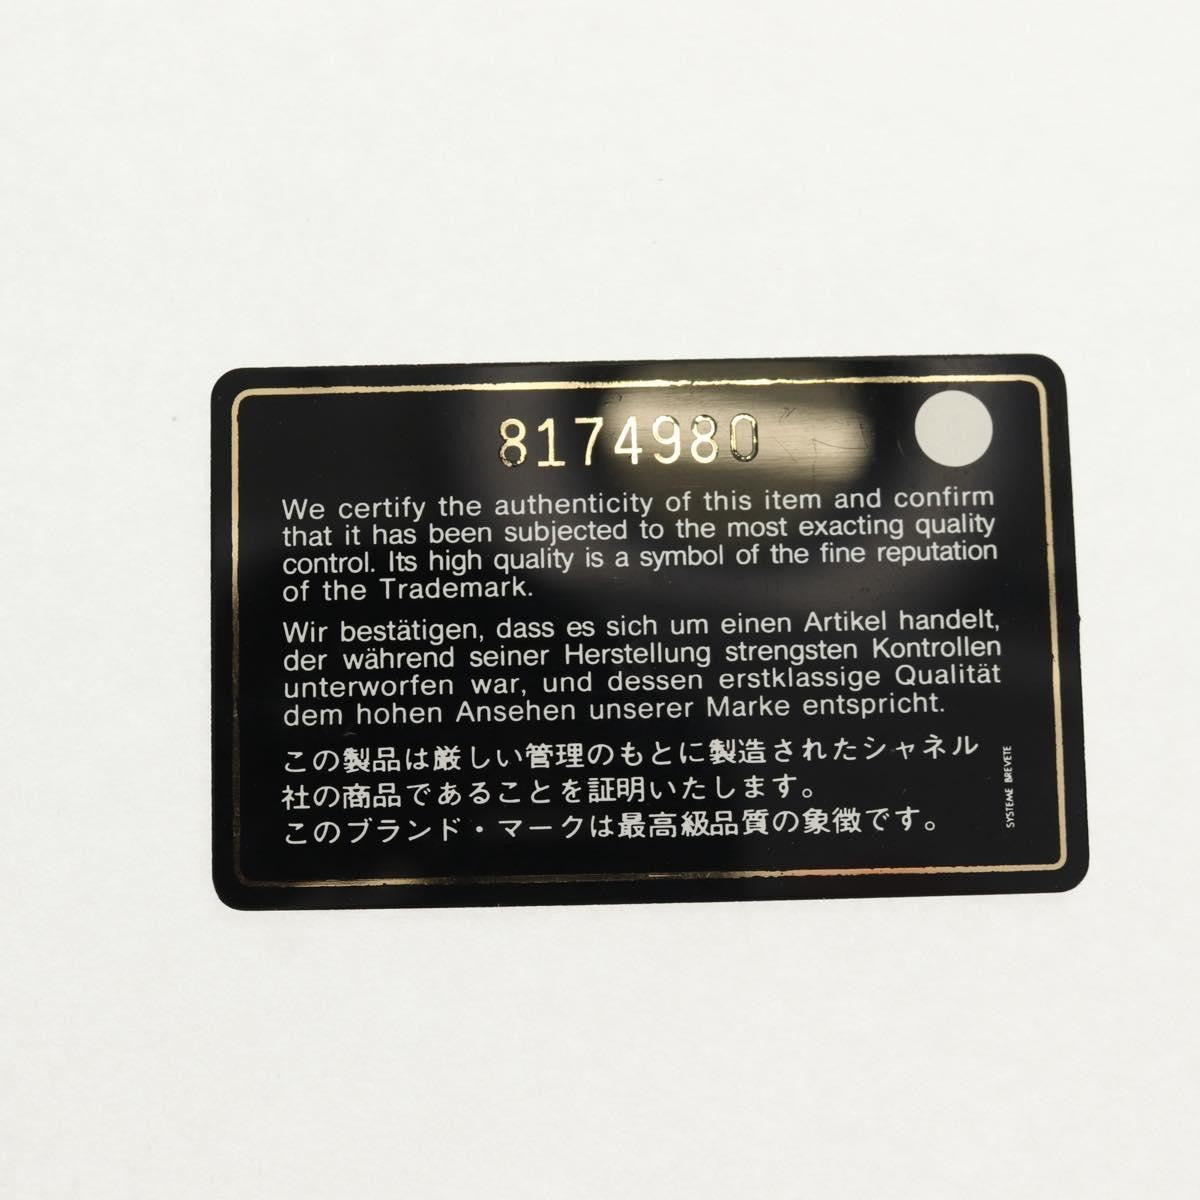 8174980
We certify the authenticity of this item and confirm
that it has been subjected to the most exacting quality
control. Its high quality is a symbol of the fine reputation
of the Trademark.
Wir bestätigen, dass es sich um einen Artikel handelt,
der während seiner Herstellung strengsten Kontrollen
unterworfen war, und dessen erstklassige Qualität
dem hohen Ansehen unserer Marke entspricht.
この製品は厳しい管理のもとに製造されたシャネル
社の商品であることを証明いたします。
このブランド・マークは最高級品質の象徴です。
SYSTEME BREVETE